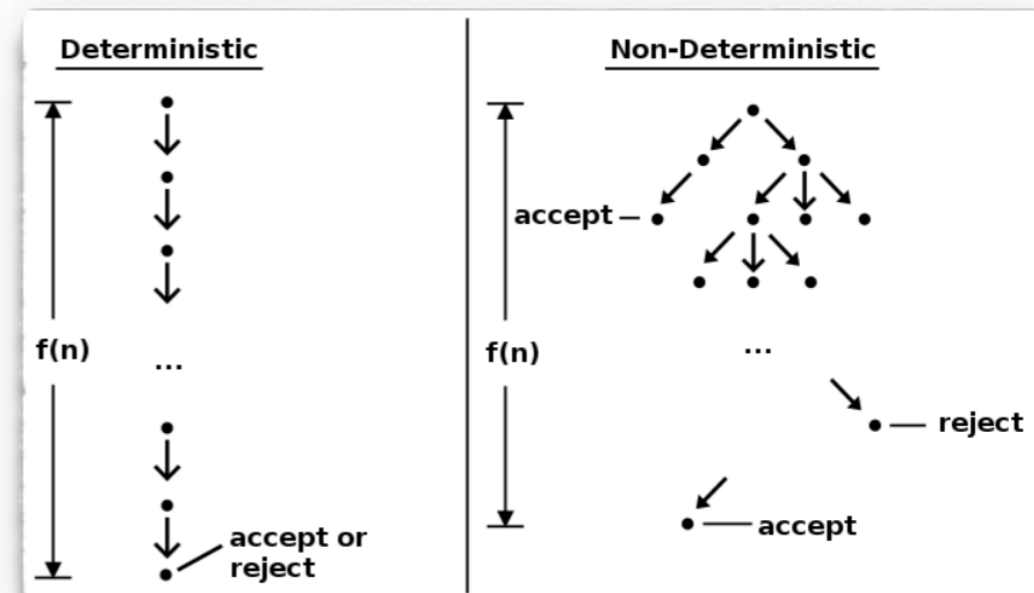 Deterministic
f(n)
...
accept or
reject
Non-Deterministic
accept
f(n)
...
reject
accept